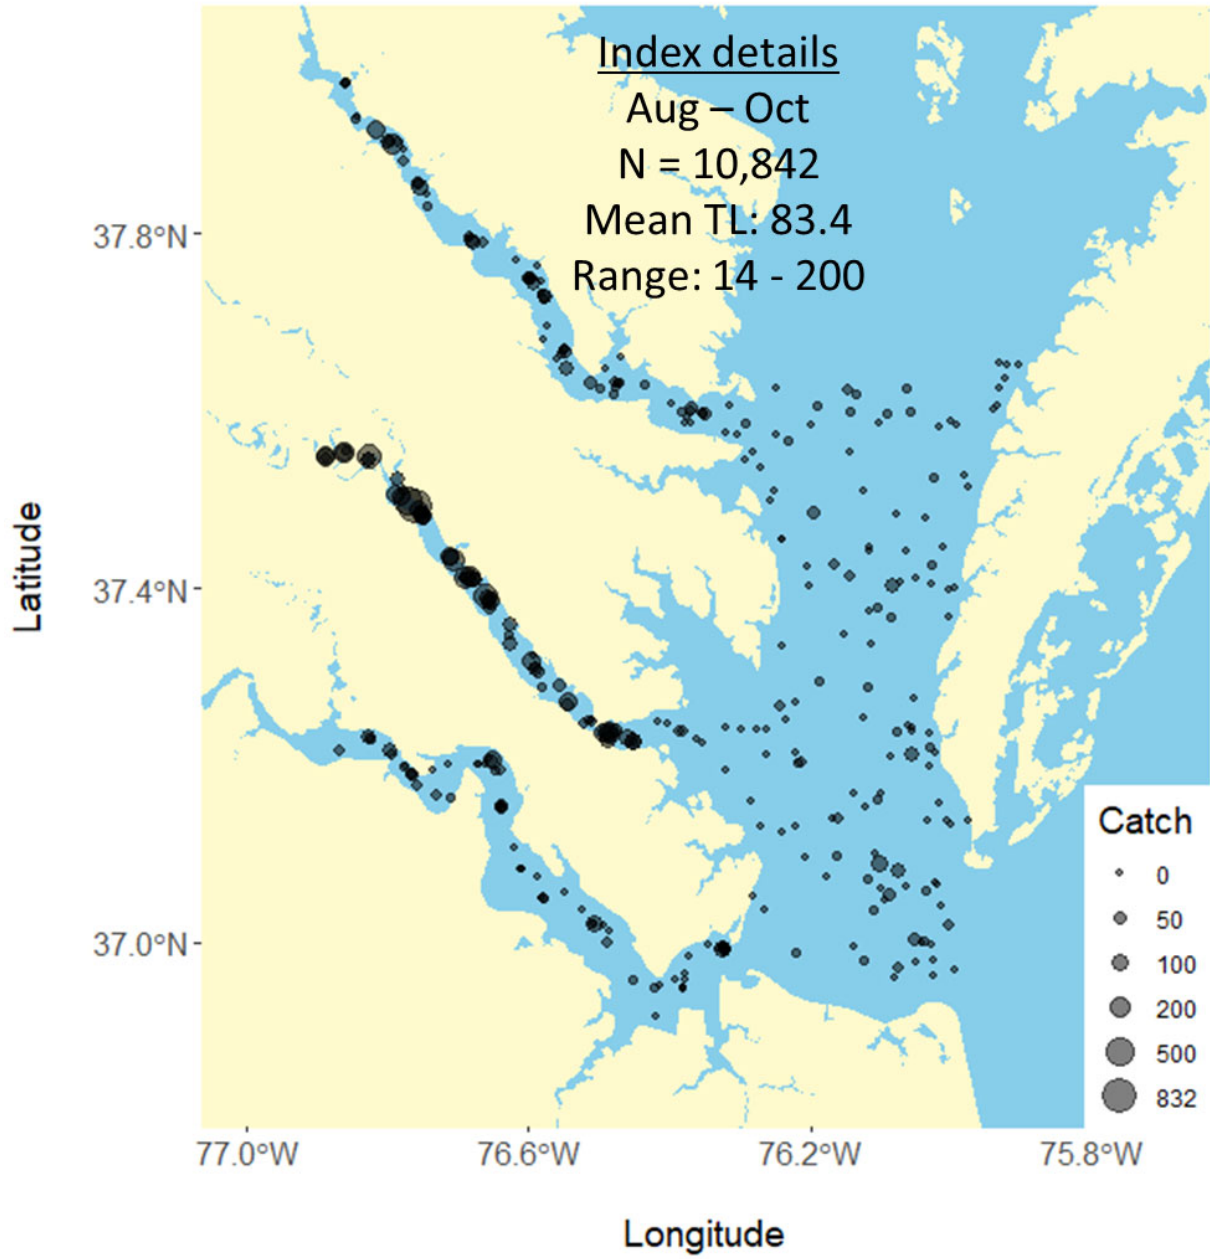 Index details
Aug – Oct
N = 10,842
Mean TL: 83.4
Range: 14 - 200
37.8°N
37.4°N
37.0°N
Latitude
77.0°W
76.6°W
76.2°W
75.8°W
Longitude
Catch
0
50
100
200
500
832